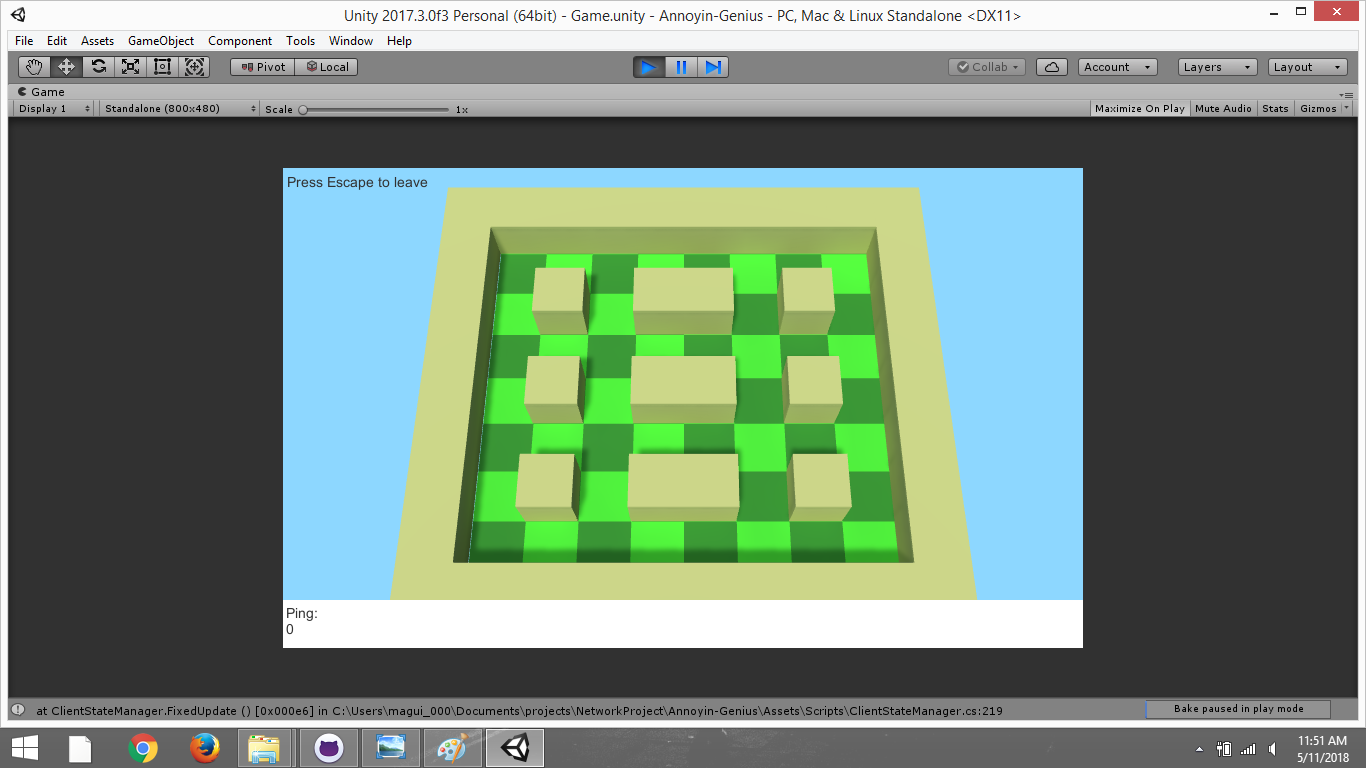 Unity 2017.3.0f3 Personal (64bit) - Game.unity - Annoyin-Genius - PC, Mac & Linux Standalone <DX11>
File Edit Assets GameObject Component Tools Window Help
Pivot Local Collab Account Layers Layout
Game
Display 1 Standalone (800x480) Scale 1x Maximize On Play Mute Audio Stats Gizmos
Press Escape to leave
Ping:
0
at ClientStateManager.FixedUpdate () [0x000e6] in C:\Users\magui_000\Documents\projects\NetworkProject\Annoyin-Genius\Assets\Scripts\ClientStateManager.cs:219
Bake paused in play mode
11:51 AM
5/11/2018